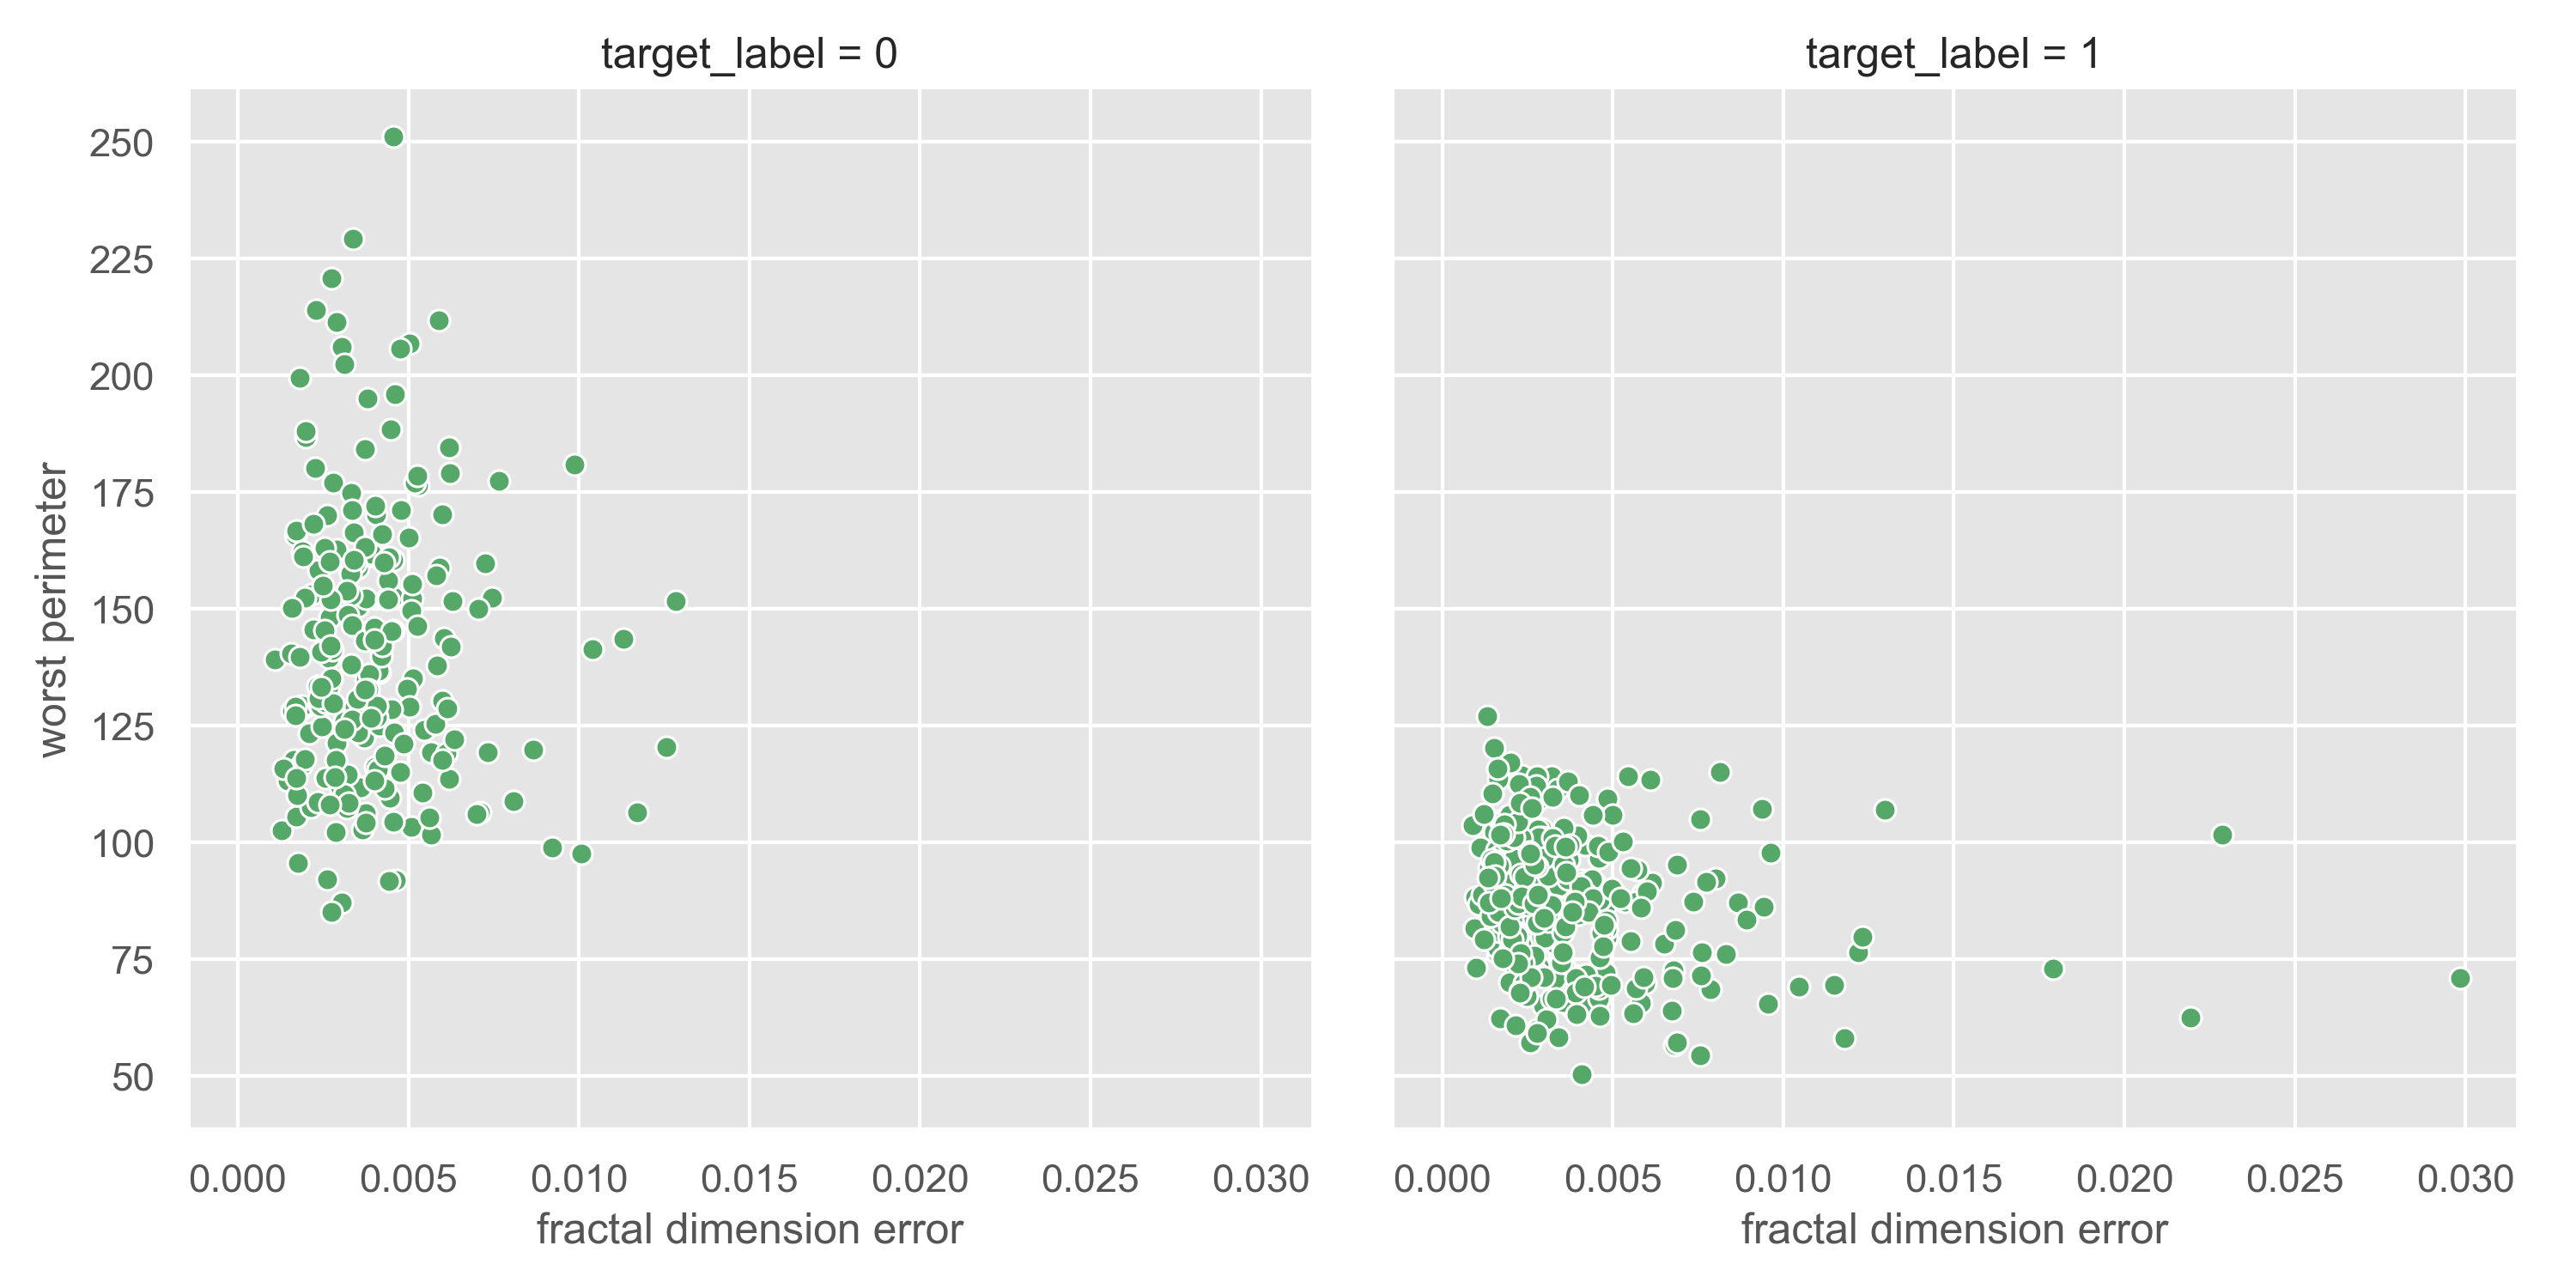 target_label = 0
target_label = 1
250
225
200
175
150
125
100
75
50
worst perimeter
0.000 0.005 0.010 0.015 0.020 0.025 0.030
0.000 0.005 0.010 0.015 0.020 0.025 0.030
fractal dimension error
fractal dimension error